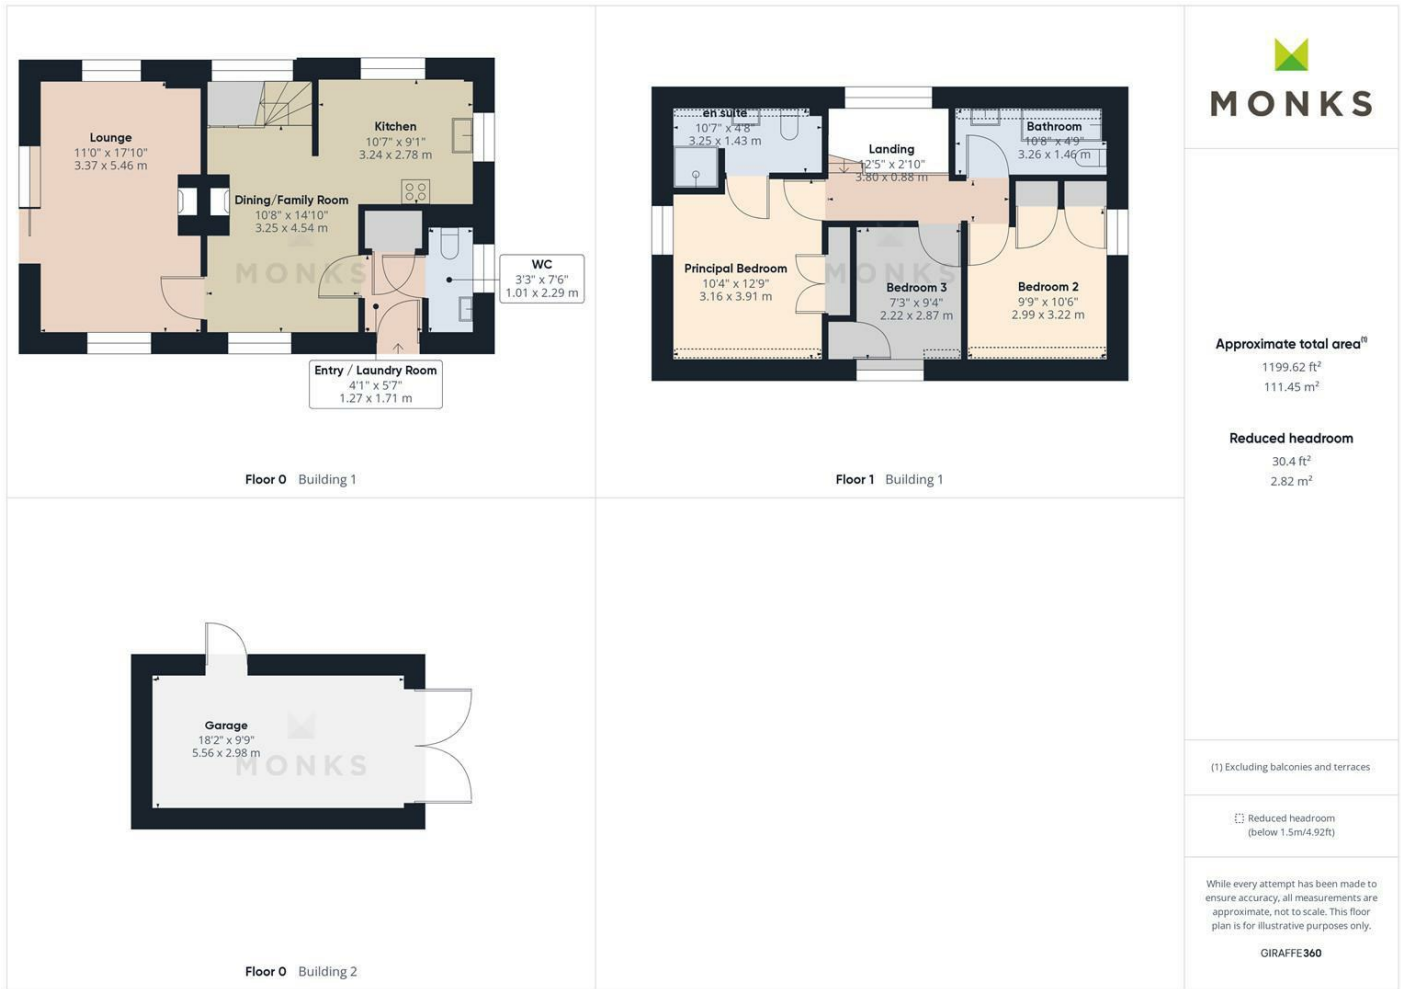 Lounge
11'0" x 17'10"
3.37 x 5.46 m
Kitchen
10'7" x 9'1"
3.24 x 2.78 m
Dining/Family Room
10'8" x 14'10"
3.25 x 4.54 m
MONKS
WC
3'3" x 7'6"
1.01 x 2.29 m
Entry / Laundry Room
4'1" x 5'7"
1.27 x 1.71 m
Floor 0 Building 1
en suite
10'7" x 4'8"
3.25 x 1.43 m
Landing
12'5" x 2'10"
3.80 x 0.88 m
Bathroom
10'8" x 4'9"
3.26 x 1.46 m
Principal Bedroom
10'4" x 12'9"
3.16 x 3.91 m
MONKS
Bedroom 3
7'3" x 9'4"
2.22 x 2.87 m
Bedroom 2
9'9" x 10'6"
2.99 x 3.22 m
Floor 1 Building 1
Garage
18'2" x 9'9"
5.56 x 2.98 m
MONKS
Floor 0 Building 2
MONKS
Approximate total area(1)
1199.62 ft²
111.45 m²
Reduced headroom
30.4 ft²
2.82 m²
(1) Excluding balconies and terraces
Reduced headroom
(below 1.5m/4.92ft)
While every attempt has been made to
ensure accuracy, all measurements are
approximate, not to scale. This floor
plan is for illustrative purposes only.
GIRAFFE360